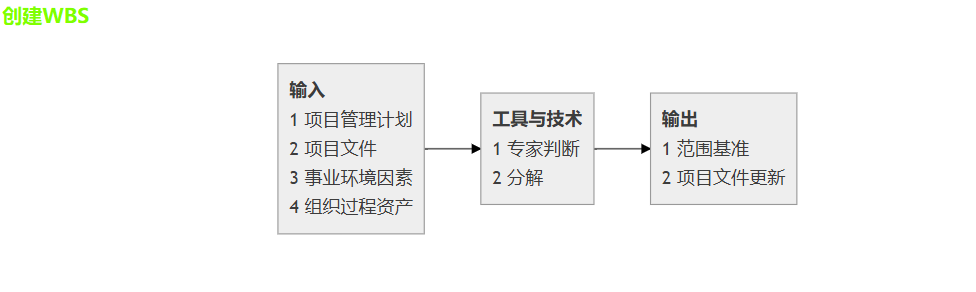 创建WBS
输入
1 项目管理计划
2 项目文件
3 事业环境因素
4 组织过程资产
工具与技术
1 专家判断
2 分解
输出
1 范围基准
2 项目文件更新